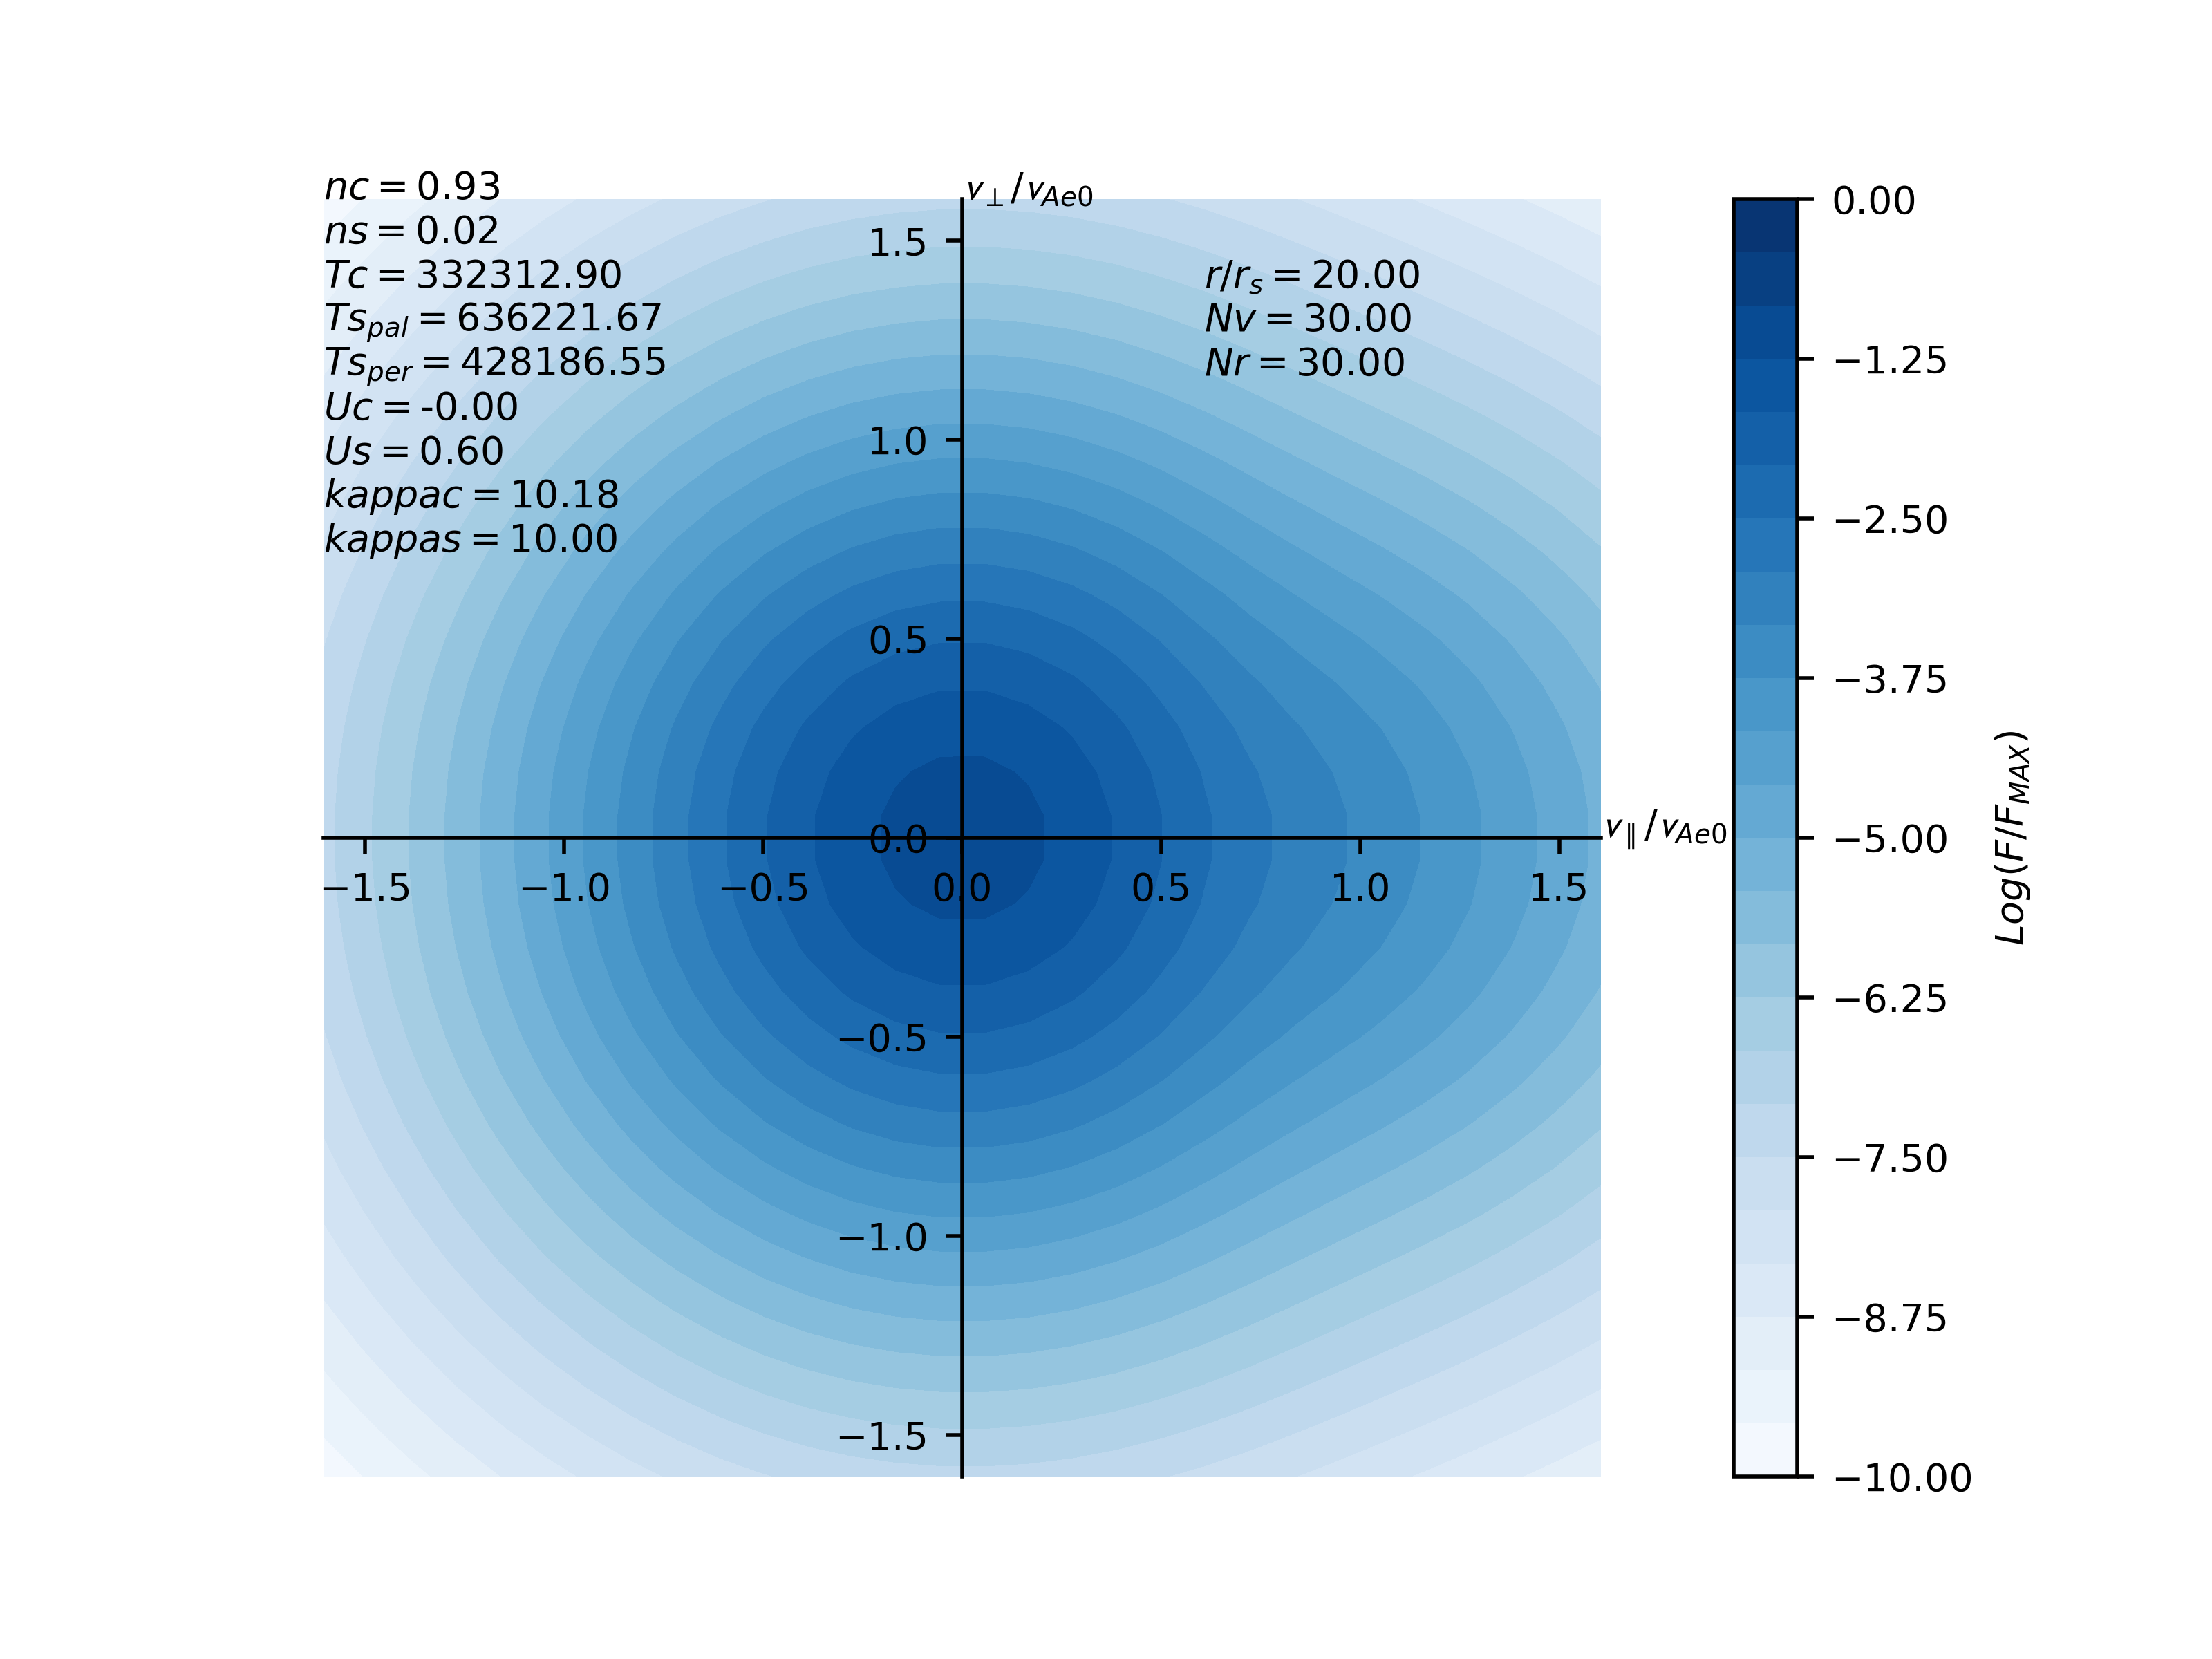 nc = 0.93
ns = 0.02
Tc = 332312.90
Ts_pal = 636221.67
Ts_per = 428186.55
Uc = -0.00
Us = 0.60
kappac = 10.18
kappas = 10.00
v⊥/v_Ae0
r/r_s = 20.00
Nv = 30.00
Nr = 30.00
1.5
1.0
0.5
0.0
−0.5
−1.0
−1.5
−1.5 −1.0 −0.5 0.0 0.5 1.0 1.5
v∥/v_Ae0
0.00
−1.25
−2.50
−3.75
−5.00
−6.25
−7.50
−8.75
−10.00
Log(F/F_MAX)